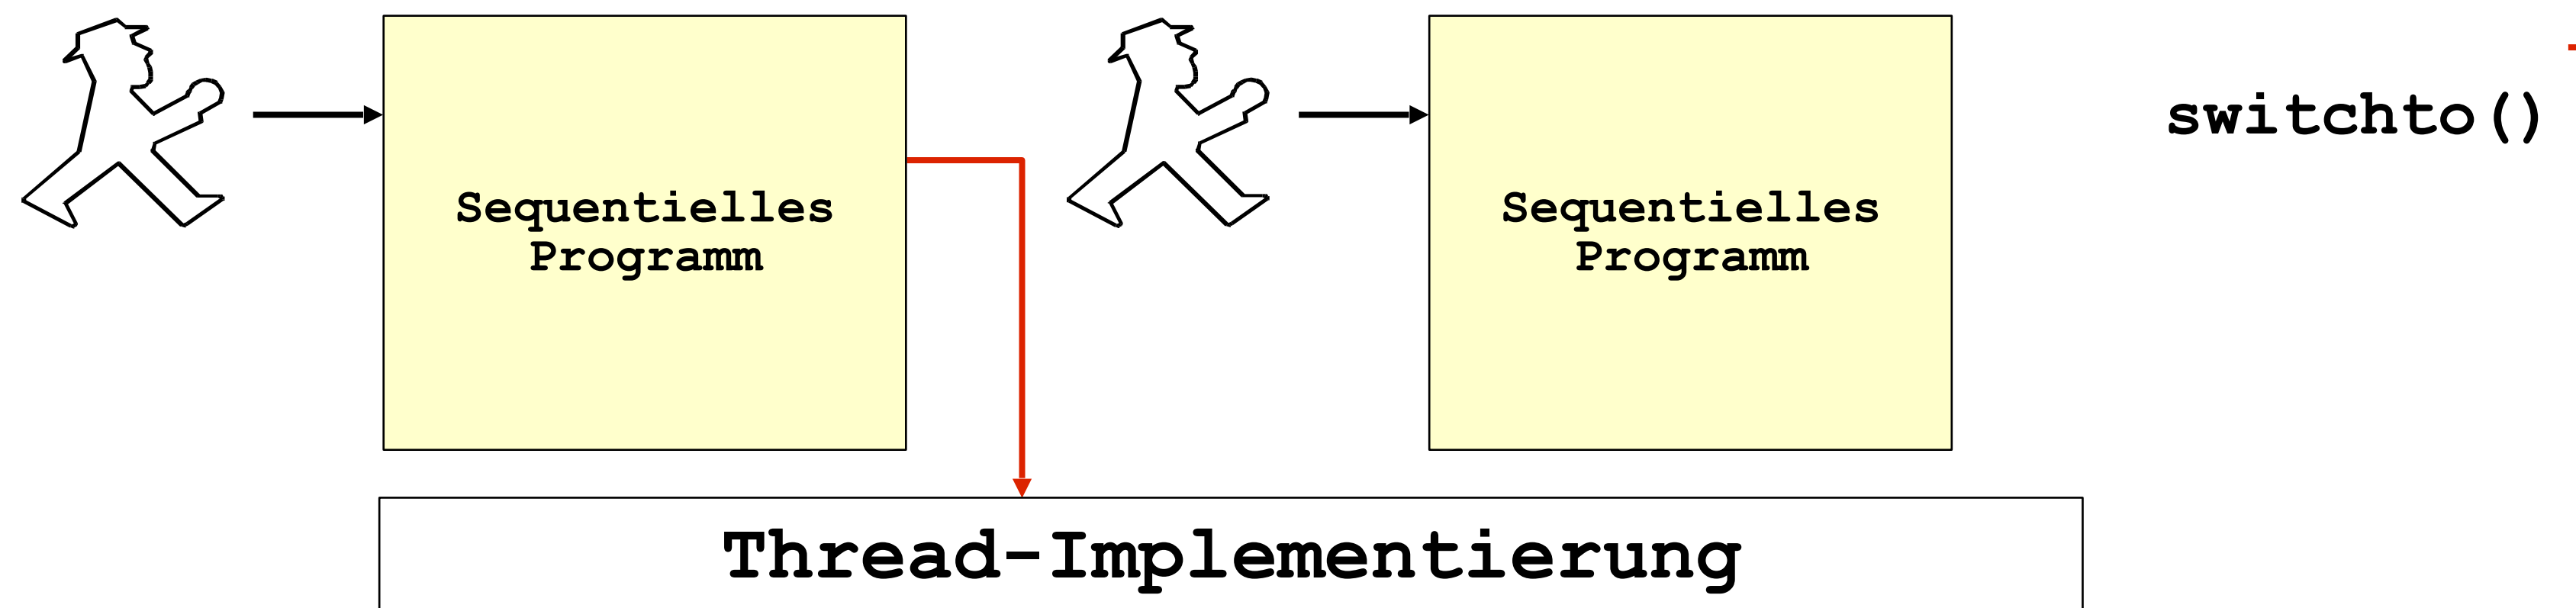 Sequentielles
Programm
Sequentielles
Programm
switchto()
Thread-Implementierung